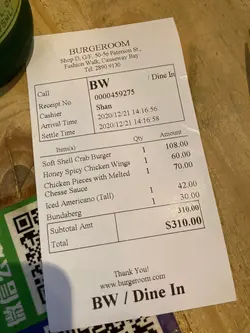 BURGEROOM
Shop D, G/F, 50-56 Paterson St.,
Fashion Walk, Causeway Bay
Tel: 2890 9130
Call BW / Dine In
Receipt No 0000459275
Cashier Shan
Arrival Time 2020/12/21 14:16:56
Settle Time 2020/12/21 14:16:58
Item(s) Qty Amount
Soft Shell Crab Burger 1 108.00
Honey Spicy Chicken Wings 1 60.00
Chicken Pieces with Melted 1 70.00
Chesse Sauce
Iced Americano (Tall) 1 42.00
Bundaberg 1 30.00
Subtotal Amt 310.00
Total $310.00
Thank You!
www.burgeroom.com
BW / Dine In